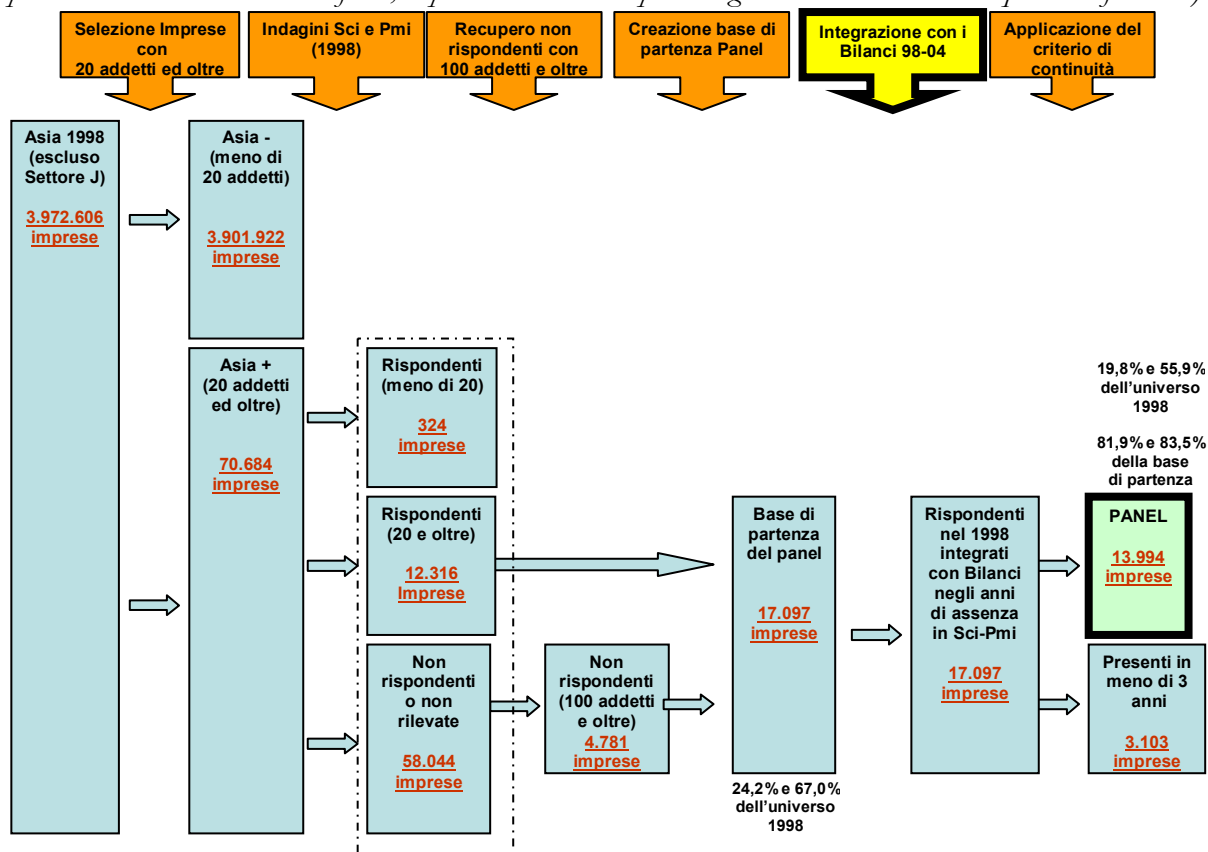 Selezione Imprese
con
20 addetti ed oltre
Indagini Sci e Pmi
(1998)
Recupero non
rispondenti con
100 addetti e oltre
Creazione base di
partenza Panel
Integrazione con i
Bilanci 98-04
Applicazione del
criterio di
continuità
Asia 1998
(escluso
Settore J)
3.972.606
imprese
Asia -
(meno di
20 addetti)
3.901.922
imprese
Asia +
(20 addetti
ed oltre)
70.684
imprese
Rispondenti
(meno di 20)
324
imprese
Rispondenti
(20 e oltre)
12.316
Imprese
Non
rispondenti
o non
rilevate
58.044
imprese
Non
rispondenti
(100 addetti
e oltre)
4.781
imprese
Base di
partenza
del panel
17.097
imprese
24,2% e 67,0%
dell'universo
1998
Rispondenti
nel 1998
integrati
con Bilanci
negli anni
di assenza
in Sci-Pmi
17.097
imprese
19,8% e 55,9%
dell'universo
1998
81,9% e 83,5%
della base
di partenza
PANEL
13.994
imprese
Presenti in
meno di 3
anni
3.103
imprese